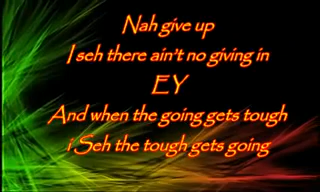 Nah give up
I seh there ain't no giving in
EY
And when the going gets tough
i Seh the tough gets going